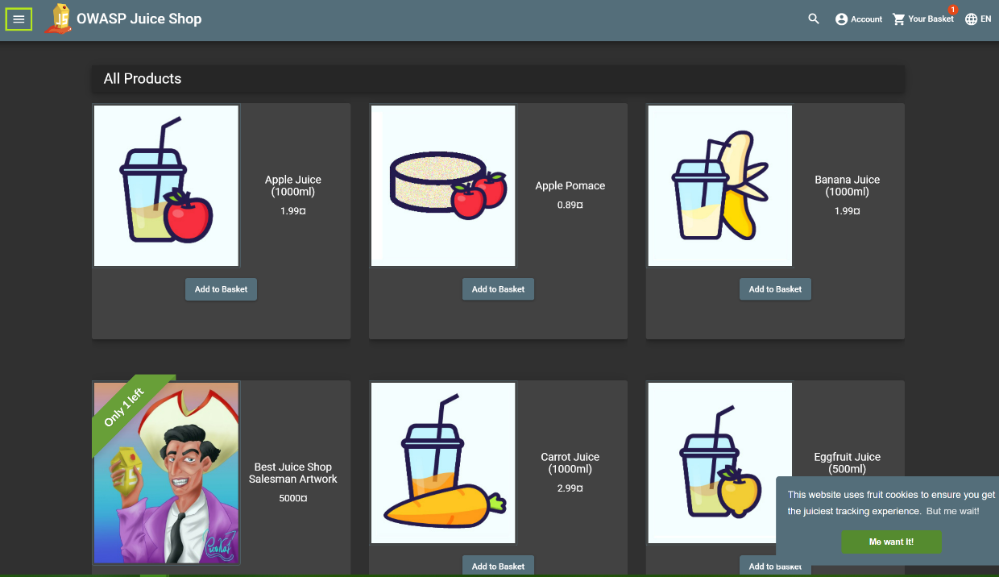 JS
OWASP Juice Shop
Account
Your Basket
1
EN
All Products
Apple Juice
(1000ml)
1.99¤
Add to Basket
Apple Pomace
0.89¤
Add to Basket
Banana Juice
(1000ml)
1.99¤
Add to Basket
Only 1 left
Best Juice Shop
Salesman Artwork
5000¤
Carrot Juice
(1000ml)
2.99¤
Add to Basket
Eggfruit Juice
(500ml)
Add to Basket
This website uses fruit cookies to ensure you get
the juiciest tracking experience. But me wait!
Me want it!